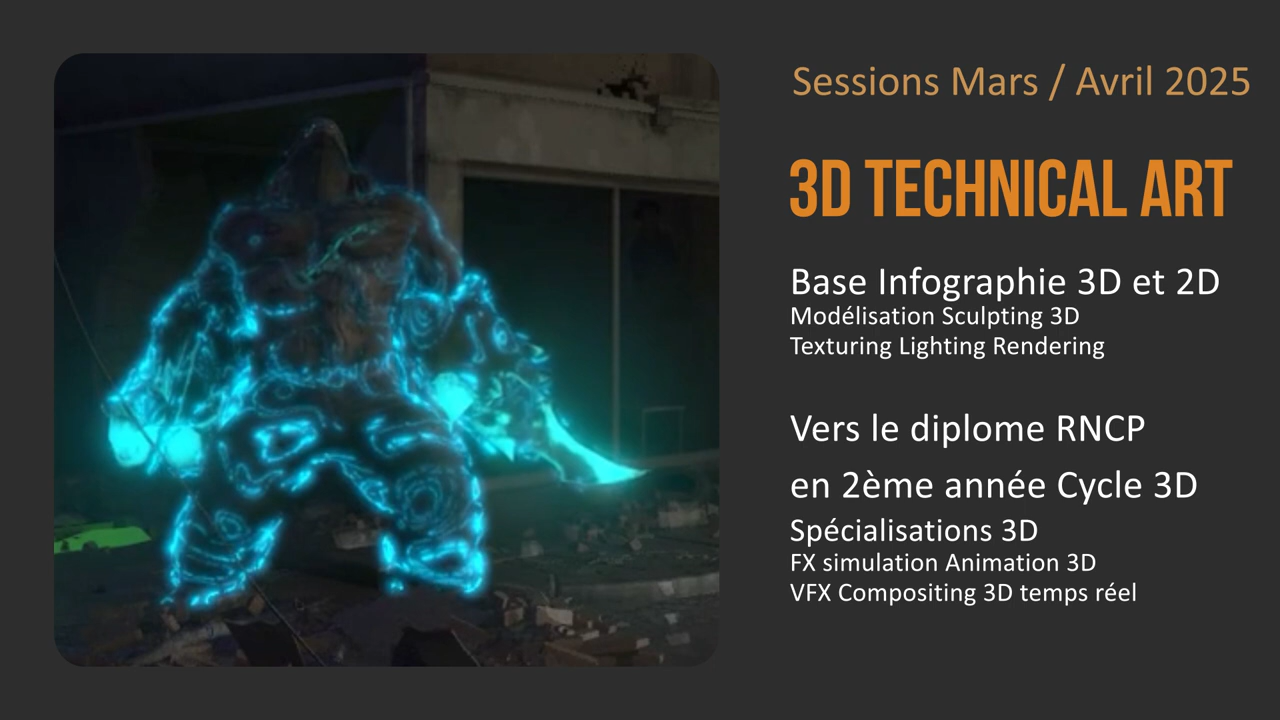 Sessions Mars / Avril 2025
3D TECHNICAL ART
Base Infographie 3D et 2D
Modélisation Sculpting 3D
Texturing Lighting Rendering
Vers le diplome RNCP
en 2ème année Cycle 3D
Spécialisations 3D
FX simulation Animation 3D
VFX Compositing 3D temps réel